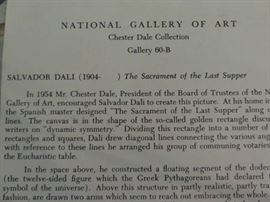 NATIONAL GALLERY OF ART
Chester Dale Collection
Gallery 60-B
SALVADOR DALI (1904- ) The Sacrament of the Last Supper
In 1954 Mr. Chester Dale, President of the Board of Trustees of the N
Gallery of Art, encouraged Salvador Dali to create this picture. At his home in
the Spanish master designed "The Sacrament of the Last Supper" along
lines. The canvas is in the shape of the so-called golden rectangle discu
writers on "dynamic symmetry." Dividing this rectangle into a number of
rectangles and squares, Dali drew diagonal lines connecting the various ang
with reference to these lines he arranged his group of communing votaries
the Eucharistic table.
In the space above, he constructed a floating segment of the dodec
(the twelve-sided figure which the Greek Pythagoreans had declared
symbol of the universe). Above this structure in partly realistic, partly tra
fashion, are drawn two arms which seem to reach out embracing the whole